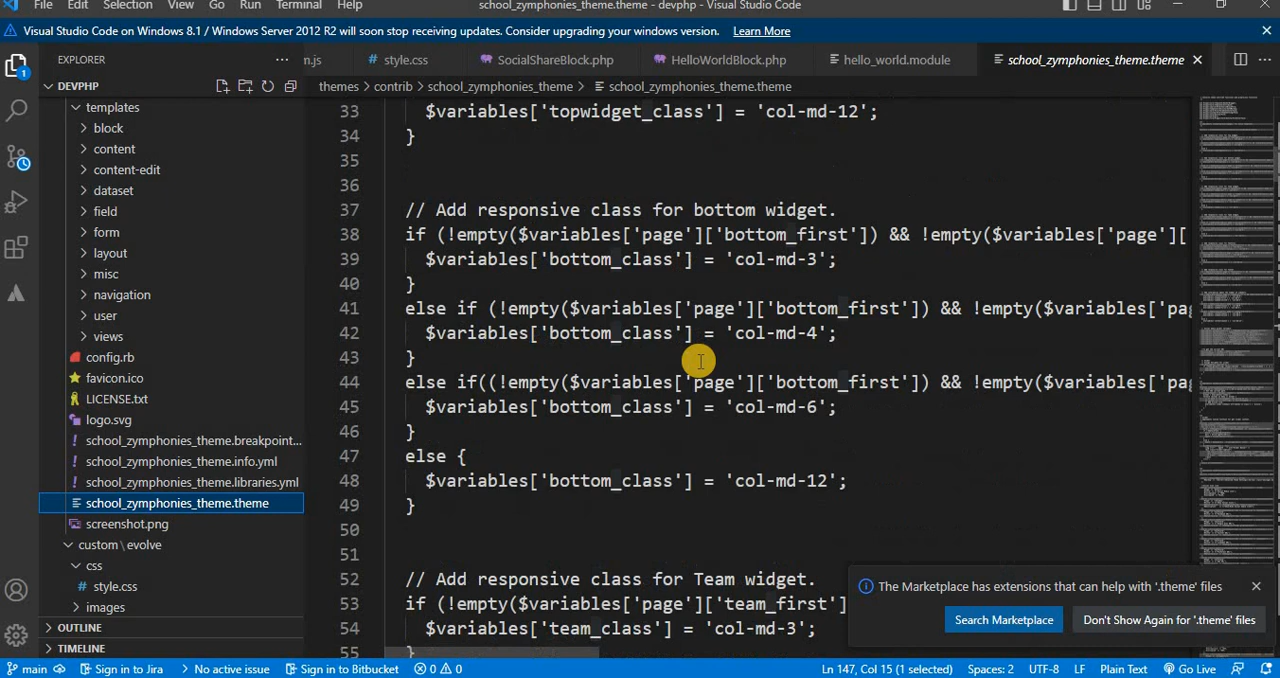 File Edit Selection View Go Run Terminal Help
school_zymphonies_theme.theme - devphp - Visual Studio Code
Visual Studio Code on Windows 8.1 / Windows Server 2012 R2 will soon stop receiving updates. Consider upgrading your windows version. Learn More
EXPLORER
m.js style.css SocialShareBlock.php HelloWorldBlock.php hello_world.module school_zymphonies_theme.theme
DEVPHP
themes > contrib > school_zymphonies_theme > school_zymphonies_theme.theme
templates
block
content
content-edit
dataset
field
form
layout
misc
navigation
user
views
config.rb
favicon.ico
LICENSE.txt
logo.svg
school_zymphonies_theme.breakpoint...
school_zymphonies_theme.info.yml
school_zymphonies_theme.libraries.yml
school_zymphonies_theme.theme
screenshot.png
custom \ evolve
css
style.css
images
OUTLINE
TIMELINE
33 $variables['topwidget_class'] = 'col-md-12';
34 }
35
36
37 // Add responsive class for bottom widget.
38 if (!empty($variables['page']['bottom_first']) && !empty($variables['page']['
39 $variables['bottom_class'] = 'col-md-3';
40 }
41 else if (!empty($variables['page']['bottom_first']) && !empty($variables['pa
42 $variables['bottom_class'] = 'col-md-4';
43 }
44 else if((!empty($variables['page']['bottom_first']) && !empty($variables['pag
45 $variables['bottom_class'] = 'col-md-6';
46 }
47 else {
48 $variables['bottom_class'] = 'col-md-12';
49 }
50
51
52 // Add responsive class for Team widget.
53 if (!empty($variables['page']['team_first']
54 $variables['team_class'] = 'col-md-3';
55 }
The Marketplace has extensions that can help with '.theme' files
Search Marketplace Don't Show Again for '.theme' files
main Sign in to Jira No active issue Sign in to Bitbucket 0 0 Ln 147, Col 15 (1 selected) Spaces: 2 UTF-8 LF Plain Text Go Live